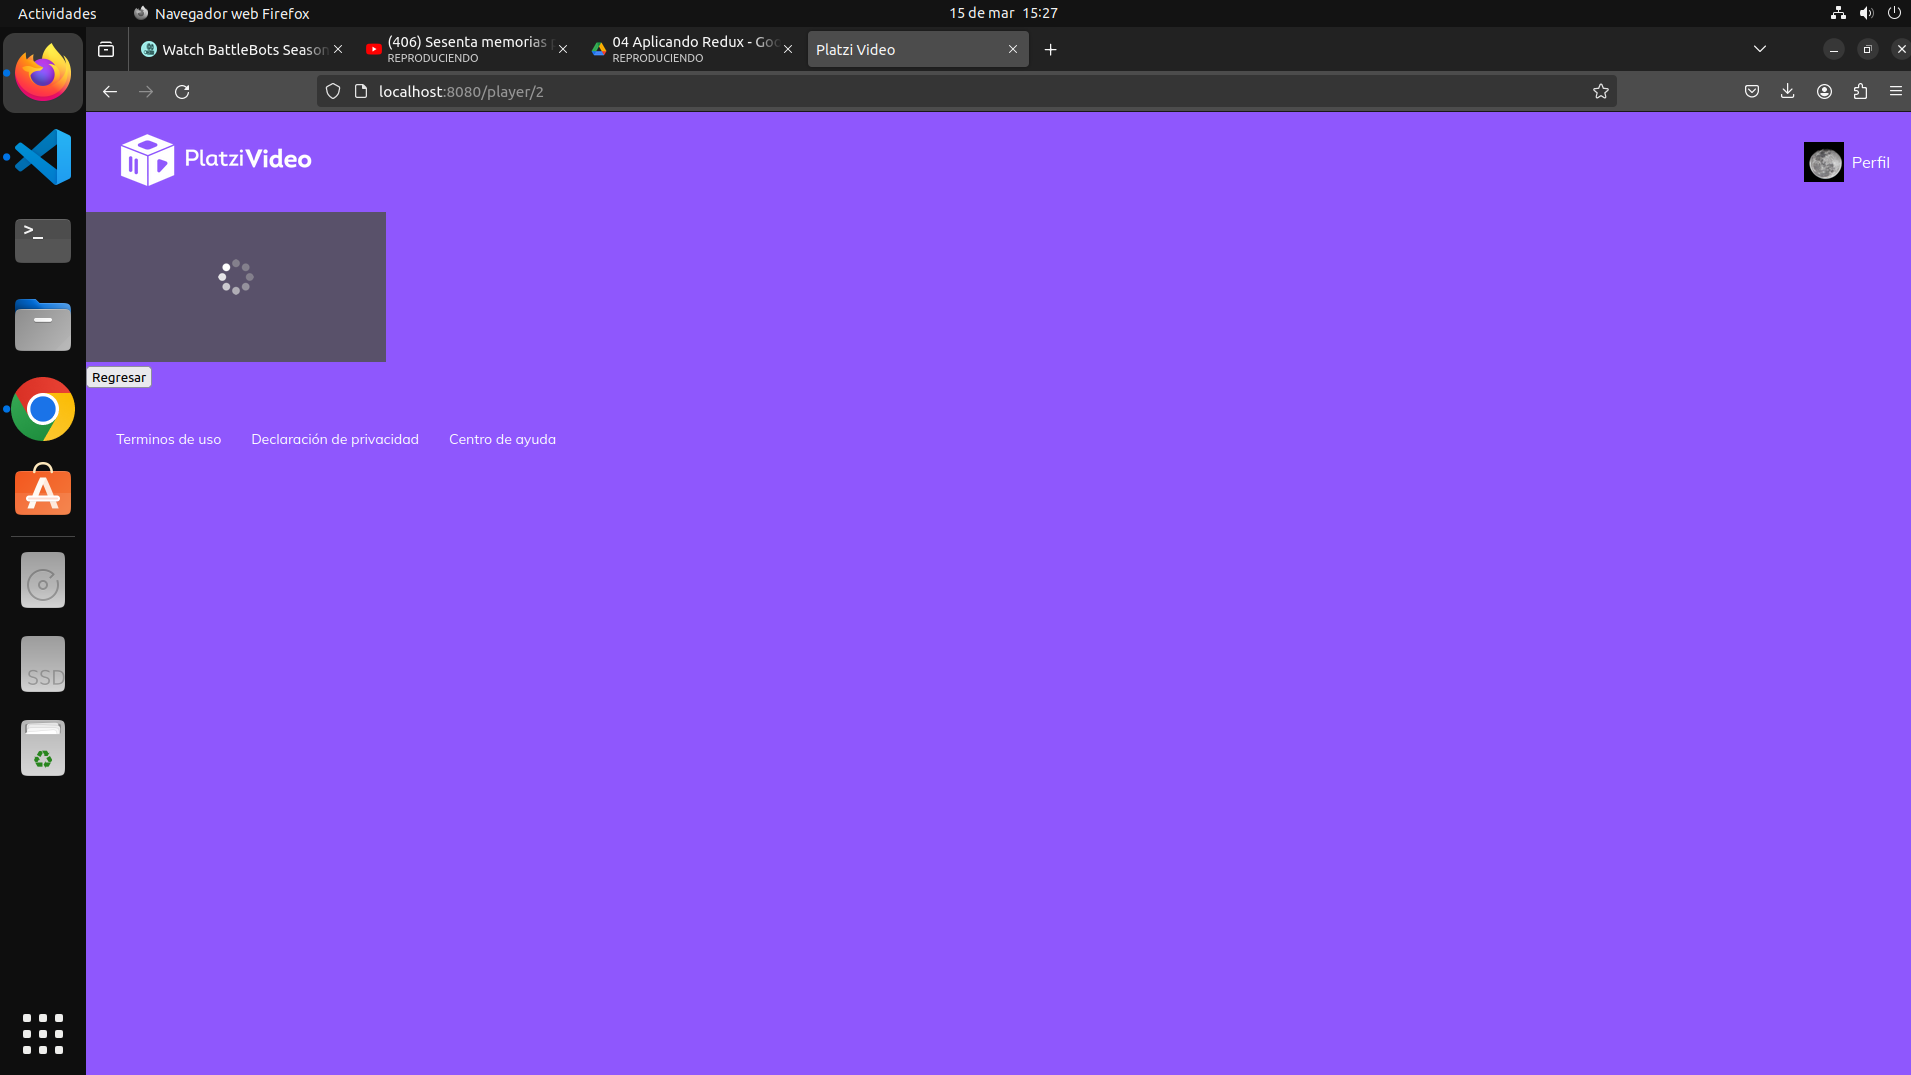 Actividades
Navegador web Firefox
15 de mar 15:27
Watch BattleBots Season
(406) Sesenta memorias
REPRODUCIENDO
04 Aplicando Redux - Goo
REPRODUCIENDO
Platzi Video
localhost:8080/player/2
PlatziVideo
Perfil
Regresar
Terminos de uso
Declaración de privacidad
Centro de ayuda
>_
SSD